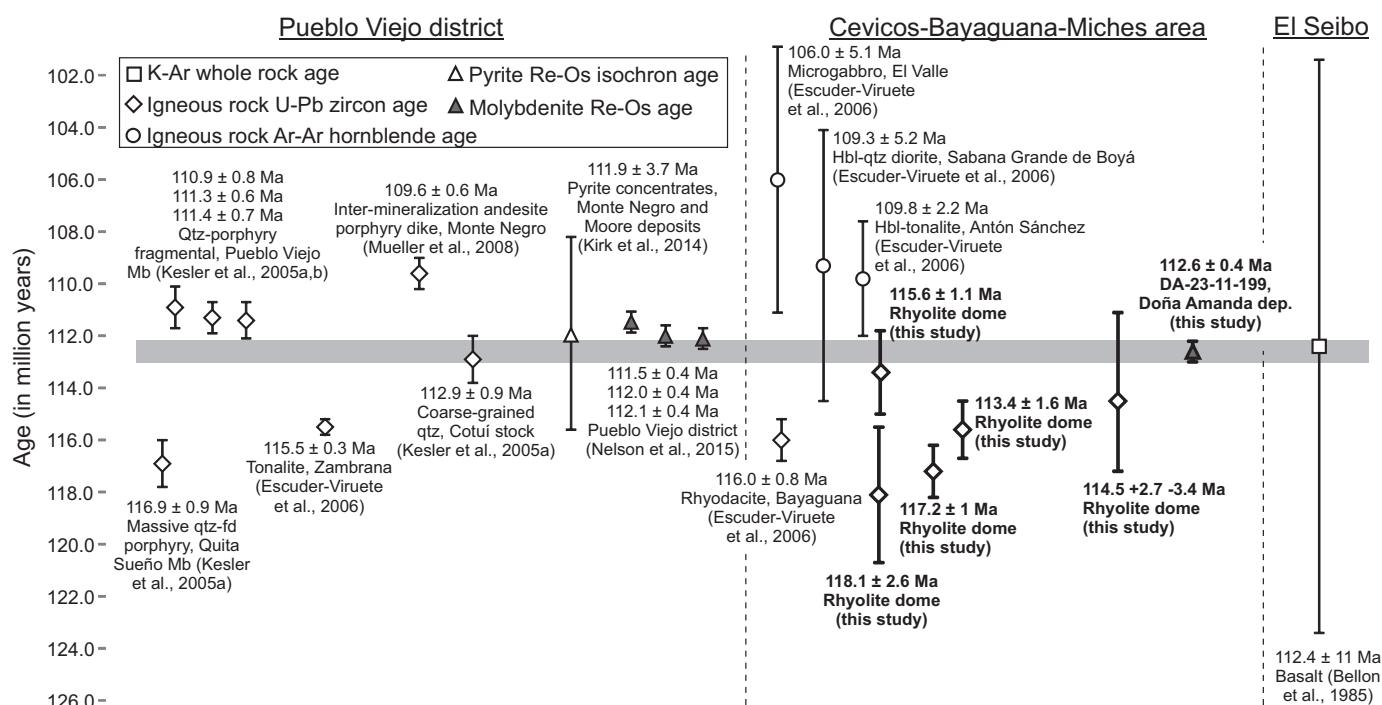 Pueblo Viejo district
Cevicos-Bayaguana-Miches area
El Seibo
Age (in million years)
102.0
104.0
106.0
108.0
110.0
112.0
114.0
116.0
118.0
120.0
122.0
124.0
126.0
K-Ar whole rock age
Igneous rock U-Pb zircon age
Igneous rock Ar-Ar hornblende age
Pyrite Re-Os isochron age
Molybdenite Re-Os age
110.9 ± 0.8 Ma
111.3 ± 0.6 Ma
111.4 ± 0.7 Ma
Qtz-porphyry
fragmental, Pueblo Viejo
Mb (Kesler et al., 2005a,b)
109.6 ± 0.6 Ma
Inter-mineralization andesite
porphyry dike, Monte Negro
(Mueller et al., 2008)
111.9 ± 3.7 Ma
Pyrite concentrates,
Monte Negro and
Moore deposits
(Kirk et al., 2014)
116.9 ± 0.9 Ma
Massive qtz-fd
porphyry, Quita
Sueño Mb (Kesler
et al., 2005a)
115.5 ± 0.3 Ma
Tonalite, Zambrana
(Escuder-Viruete
et al., 2006)
112.9 ± 0.9 Ma
Coarse-grained
qtz, Cotuí stock
(Kesler et al., 2005a)
111.5 ± 0.4 Ma
112.0 ± 0.4 Ma
112.1 ± 0.4 Ma
Pueblo Viejo district
(Nelson et al., 2015)
106.0 ± 5.1 Ma
Microgabbro, El Valle
(Escuder-Viruete
et al., 2006)
109.3 ± 5.2 Ma
Hbl-qtz diorite, Sabana Grande de Boyá
(Escuder-Viruete et al., 2006)
109.8 ± 2.2 Ma
Hbl-tonalite, Antón Sánchez
(Escuder-Viruete
et al., 2006)
115.6 ± 1.1 Ma
Rhyolite dome
(this study)
112.6 ± 0.4 Ma
DA-23-11-199,
Doña Amanda dep.
(this study)
113.4 ± 1.6 Ma
Rhyolite dome
(this study)
116.0 ± 0.8 Ma
Rhyodacite, Bayaguana
(Escuder-Viruete
et al., 2006)
117.2 ± 1 Ma
Rhyolite dome
(this study)
114.5 +2.7 -3.4 Ma
Rhyolite dome
(this study)
118.1 ± 2.6 Ma
Rhyolite dome
(this study)
112.4 ± 11 Ma
Basalt (Bellon
et al., 1985)